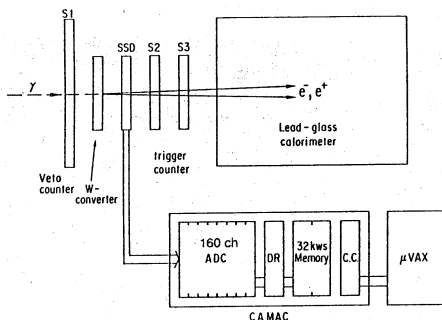 S1
SSD S2 S3
γ
e⁻, e⁺
Lead-glass
calorimeter
Veto
counter
W-
converter
trigger
counter
160 ch
ADC
DR
32kws
Memory
C.C.
μVAX
CAMAC